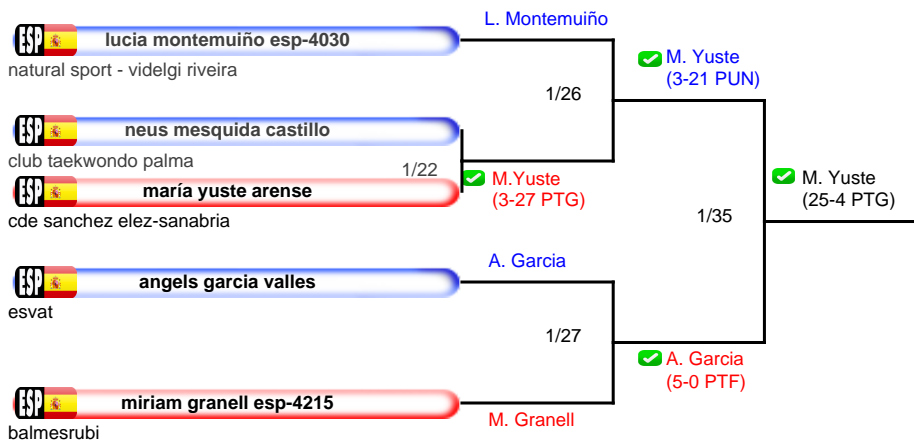 L. Montemuiño
ESP lucia montemuiño esp-4030
natural sport - videlgi riveira
M. Yuste
(3-21 PUN)
1/26
ESP neus mesquida castillo
club taekwondo palma
1/22
M.Yuste
(3-27 PTG)
ESP maría yuste arense
cde sanchez elez-sanabria
M. Yuste
(25-4 PTG)
1/35
A. Garcia
ESP angels garcia valles
esvat
1/27
A. Garcia
(5-0 PTF)
ESP miriam granell esp-4215
M. Granell
balmesrubi